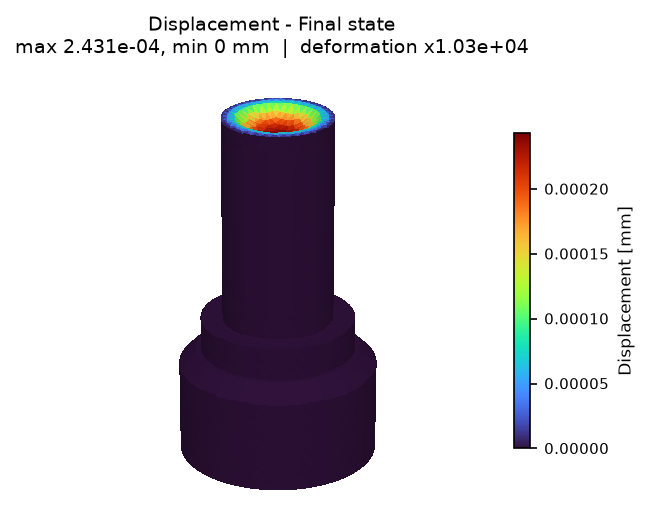 Displacement - Final state
max 2.431e-04, min 0 mm  |  deformation x1.03e+04
0.00020
0.00015
0.00010
0.00005
0.00000
Displacement [mm]